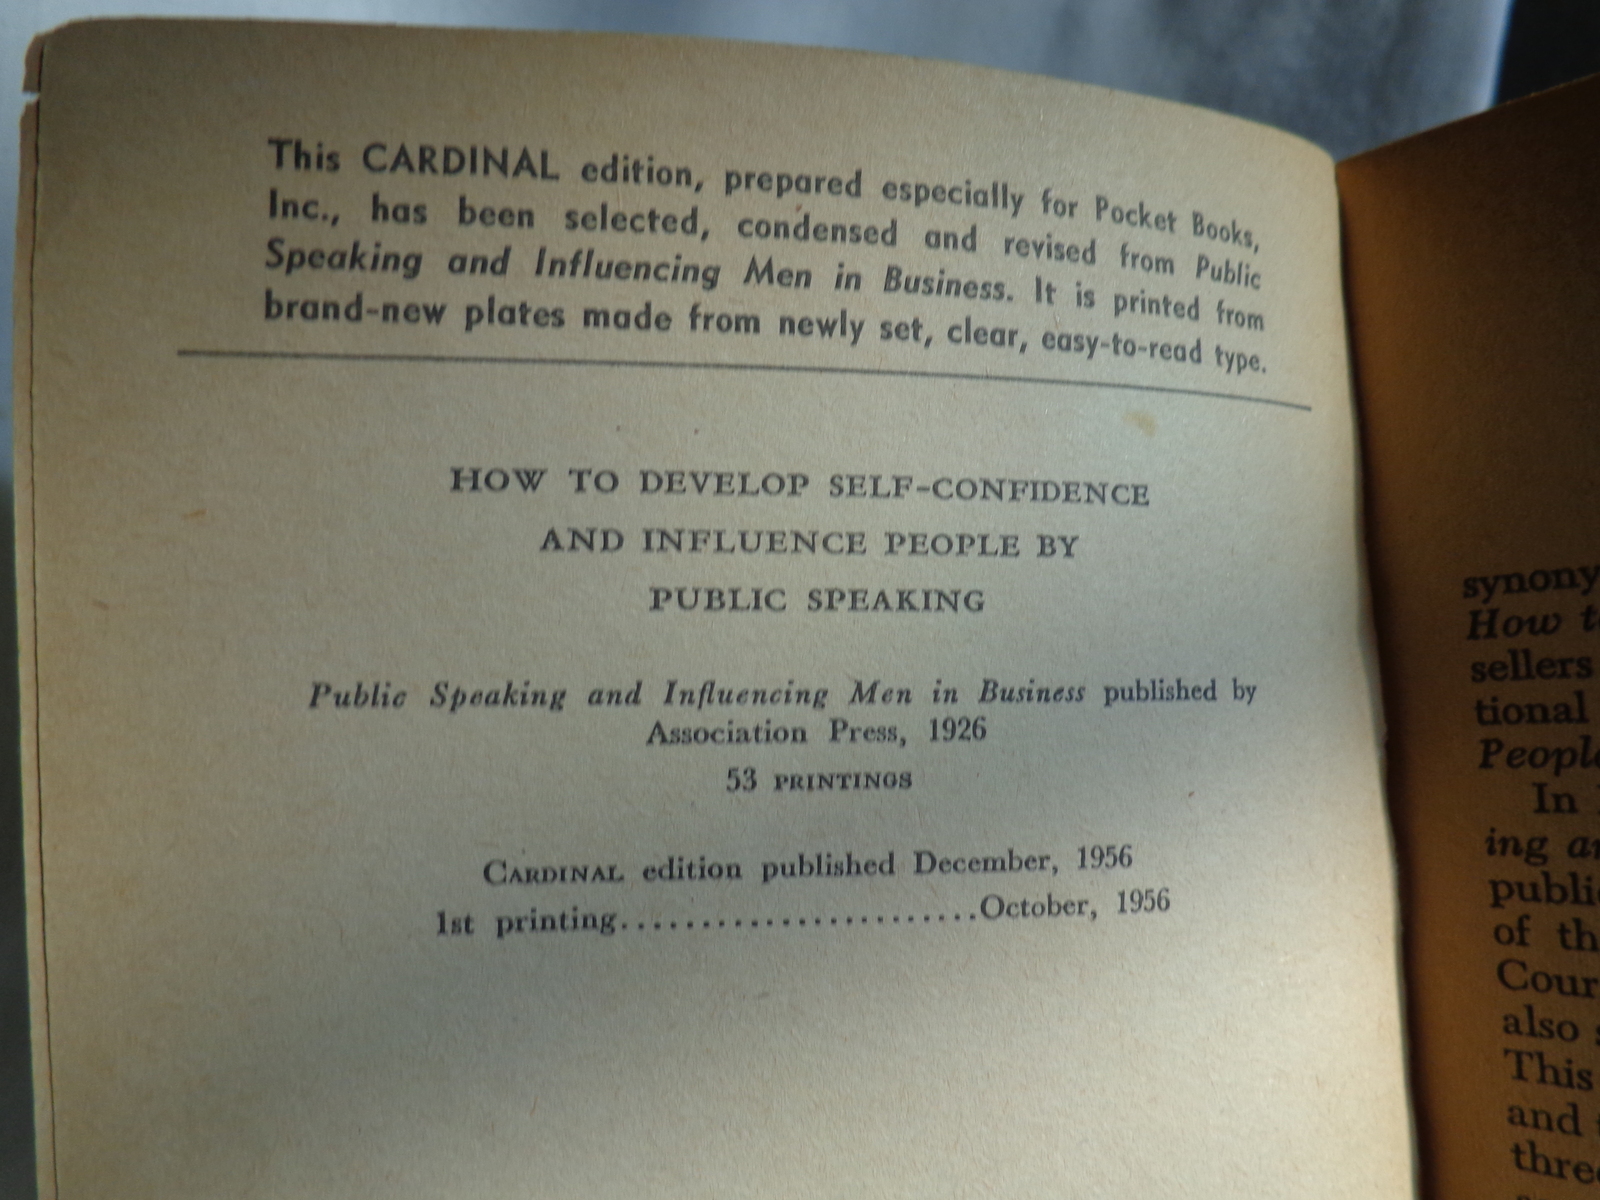 This CARDINAL edition, prepared especially for Pocket Books,
Inc., has been selected, condensed and revised from Public
Speaking and Influencing Men in Business. It is printed from
brand-new plates made from newly set, clear, easy-to-read type.
HOW TO DEVELOP SELF-CONFIDENCE
AND INFLUENCE PEOPLE BY
PUBLIC SPEAKING
Public Speaking and Influencing Men in Business published by
Association Press, 1926
53 PRINTINGS
CARDINAL edition published December, 1956
1st printing.......................October, 1956
How
sellers
tional
In
ing
of
also
This
and